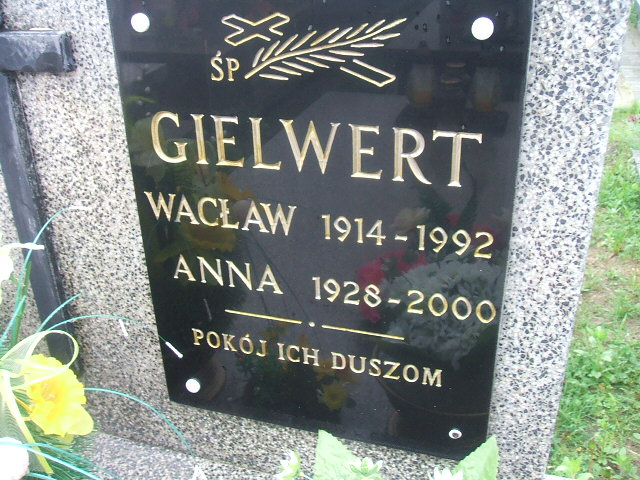 ŚP
GIELWERT
WACŁAW 1914-1992
ANNA 1928-2000
POKÓJ ICH DUSZOM